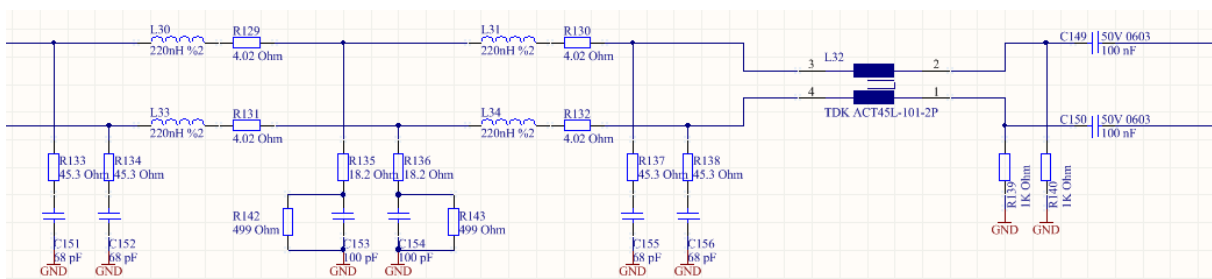 L30
R129
L31
R130
C149
50V 0603
220nH %2
4.02 Ohm
220nH %2
4.02 Ohm
100 nF
3
L32
2
4
1
L33
R131
L34
R132
TDK ACT45L-101-2P
C150
50V 0603
220nH %2
4.02 Ohm
220nH %2
4.02 Ohm
100 nF
R133
R134
R135
R136
R137
R138
45.3 Ohm
45.3 Ohm
18.2 Ohm
18.2 Ohm
45.3 Ohm
45.3 Ohm
R139
1K Ohm
R140
1K Ohm
R142
499 Ohm
R143
499 Ohm
GND
GND
C151
C152
C153
C154
C155
C156
68 pF
68 pF
100 pF
100 pF
68 pF
68 pF
GND
GND
GND
GND
GND
GND